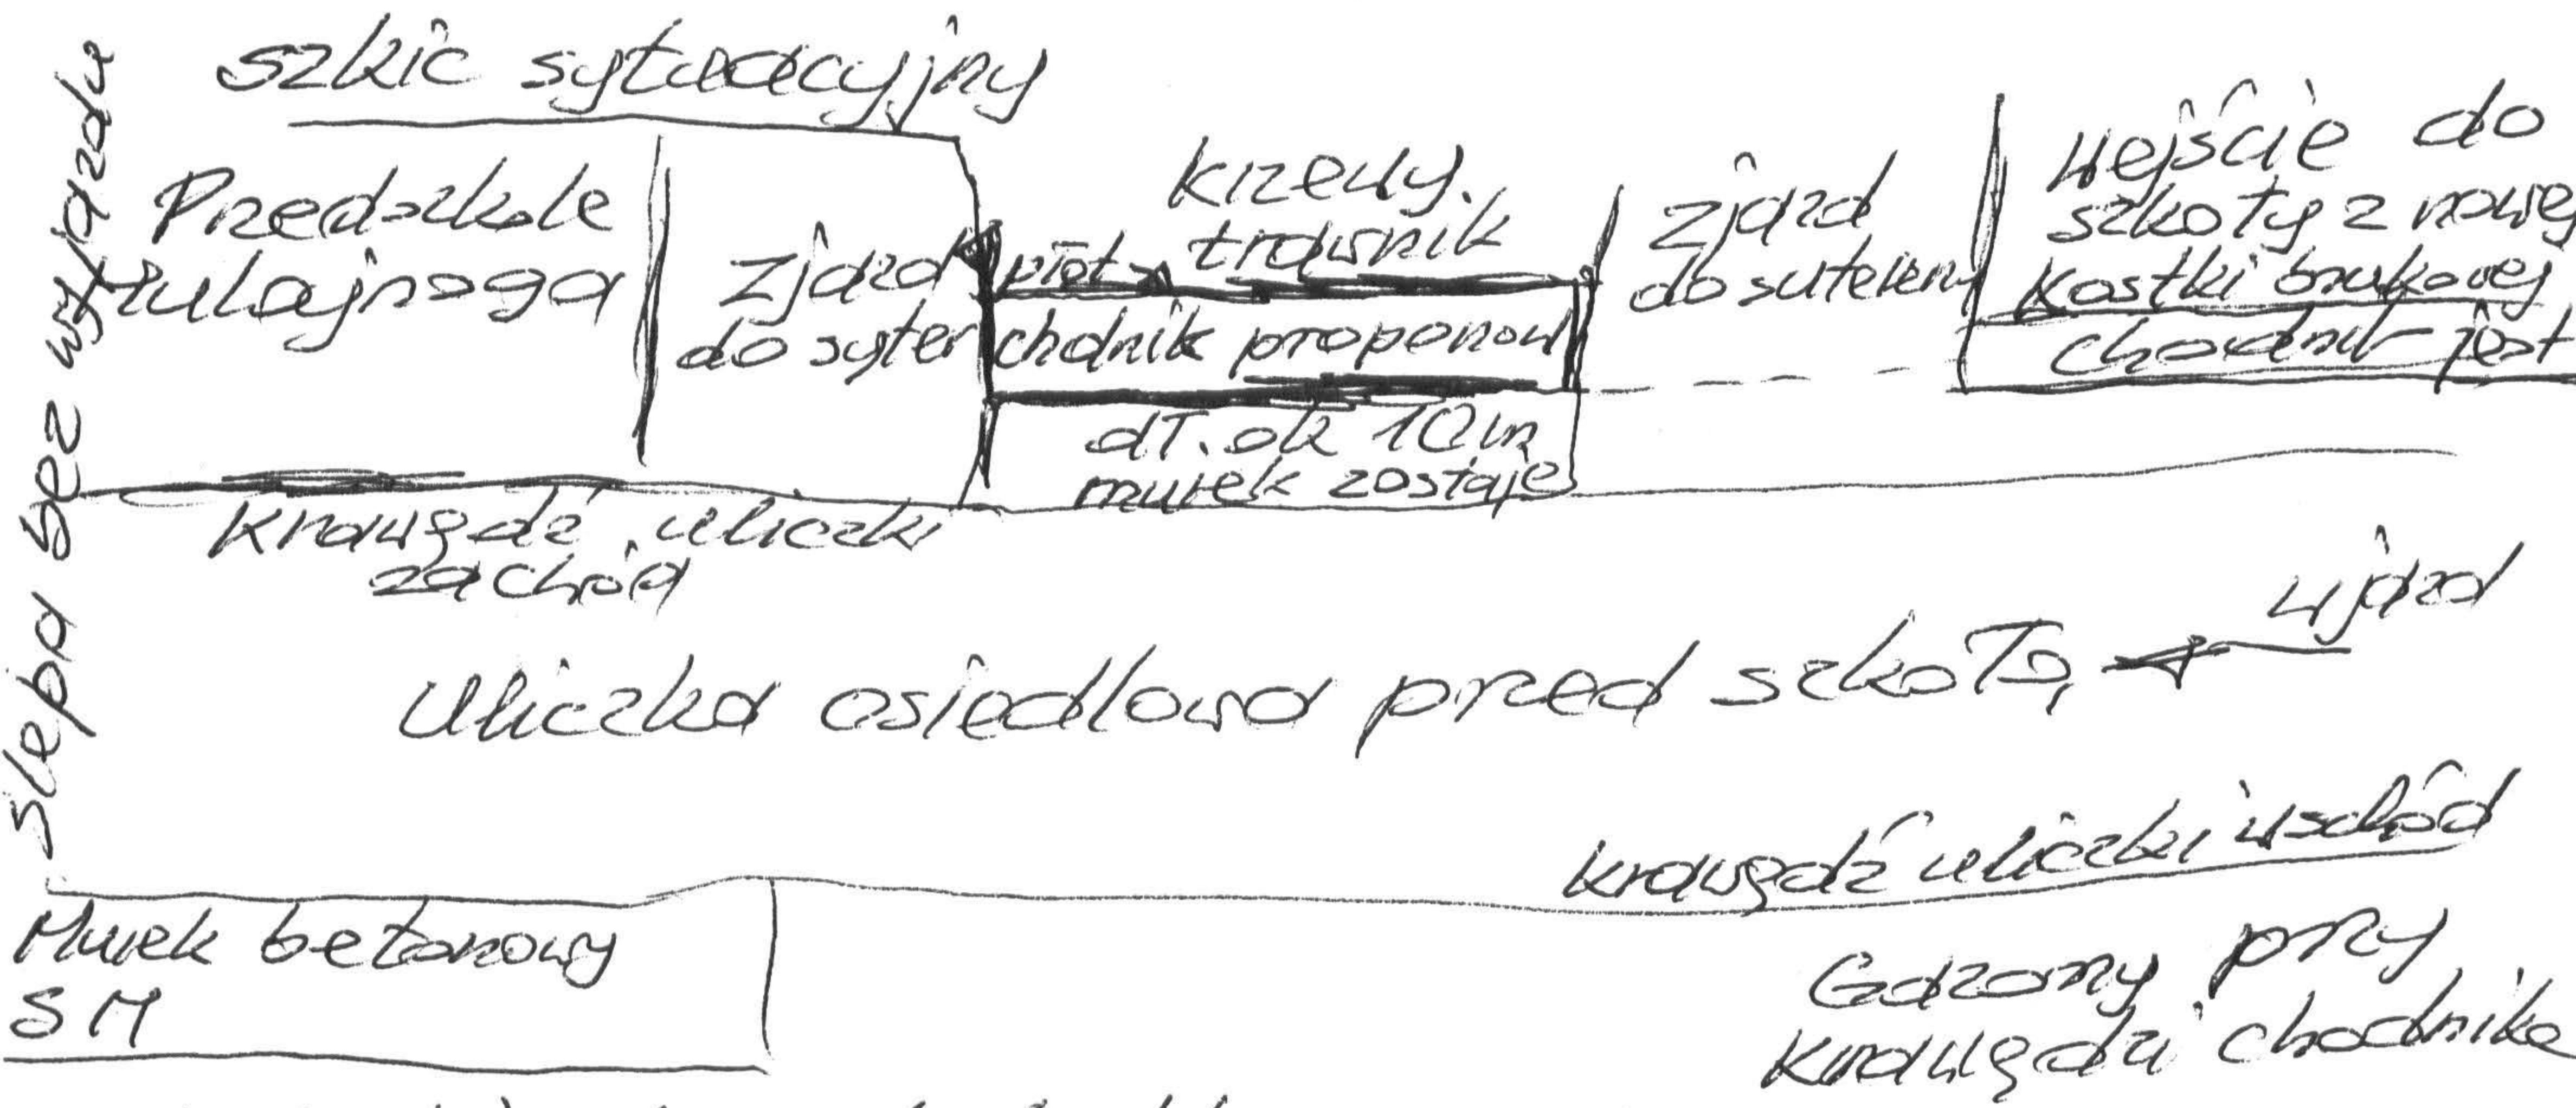 szkic sytuacyjny
ślepa bez wyjazdu
Przedszkole
Hulajnoga
zjazd
do suter
krzewy.
trawnik
płot
chodnik proponow
dł. ok 10 m
murek zostaje
zjazd
do sutereny
wejście do
szkoły z nowej
kostki brukowej
chodnik jest
krawędź uliczki
zachód
wjazd
uliczka osiedlowa przed szkołą
krawędź uliczki wschód
Murek betonowy
SM
Gazony przy
krawędzi chodnika